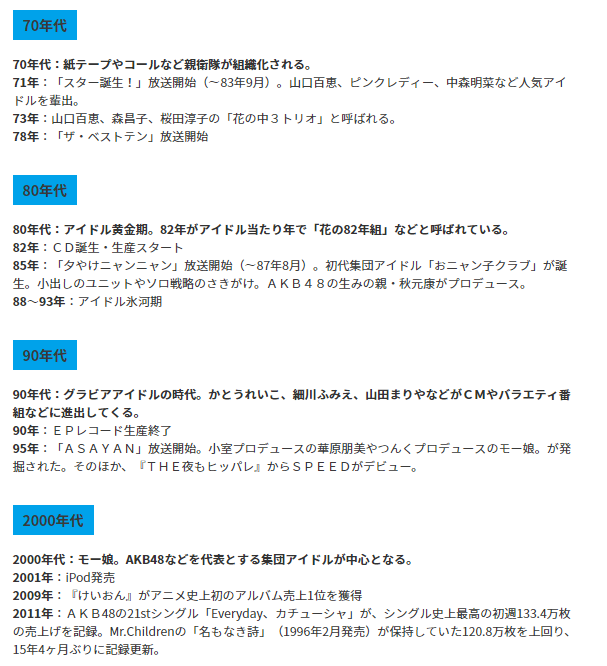 70年代
70年代：紙テープやコールなど親衛隊が組織化される。
71年：「スター誕生！」放送開始（～83年9月）。山口百恵、ピンクレディー、中森明菜など人気アイ
ドルを輩出。
73年：山口百恵、森昌子、桜田淳子の「花の中３トリオ」と呼ばれる。
78年：「ザ・ベストテン」放送開始
80年代
80年代：アイドル黄金期。82年がアイドル当たり年で「花の82年組」などと呼ばれている。
82年：ＣＤ誕生・生産スタート
85年：「夕やけニャンニャン」放送開始（～87年8月）。初代集団アイドル「おニャン子クラブ」が誕
生。小出しのユニットやソロ戦略のさきがけ。ＡＫＢ４８の生みの親・秋元康がプロデュース。
88～93年：アイドル氷河期
90年代
90年代：グラビアアイドルの時代。かとうれいこ、細川ふみえ、山田まりやなどがＣＭやバラエティ番
組などに進出してくる。
90年：ＥＰレコード生産終了
95年：「ＡＳＡＹＡＮ」放送開始。小室プロデュースの華原朋美やつんくプロデュースのモー娘。が発
掘された。そのほか、『ＴＨＥ夜もヒッパレ』からＳＰＥＥＤがデビュー。
2000年代
2000年代：モー娘。AKB48などを代表とする集団アイドルが中心となる。
2001年：iPod発売
2009年：『けいおん』がアニメ史上初のアルバム売上1位を獲得
2011年：ＡＫＢ48の21stシングル「Everyday、カチューシャ」が、シングル史上最高の初週133.4万枚
の売上げを記録。Mr.Childrenの「名もなき詩」（1996年2月発売）が保持していた120.8万枚を上回り、
15年4ヶ月ぶりに記録更新。